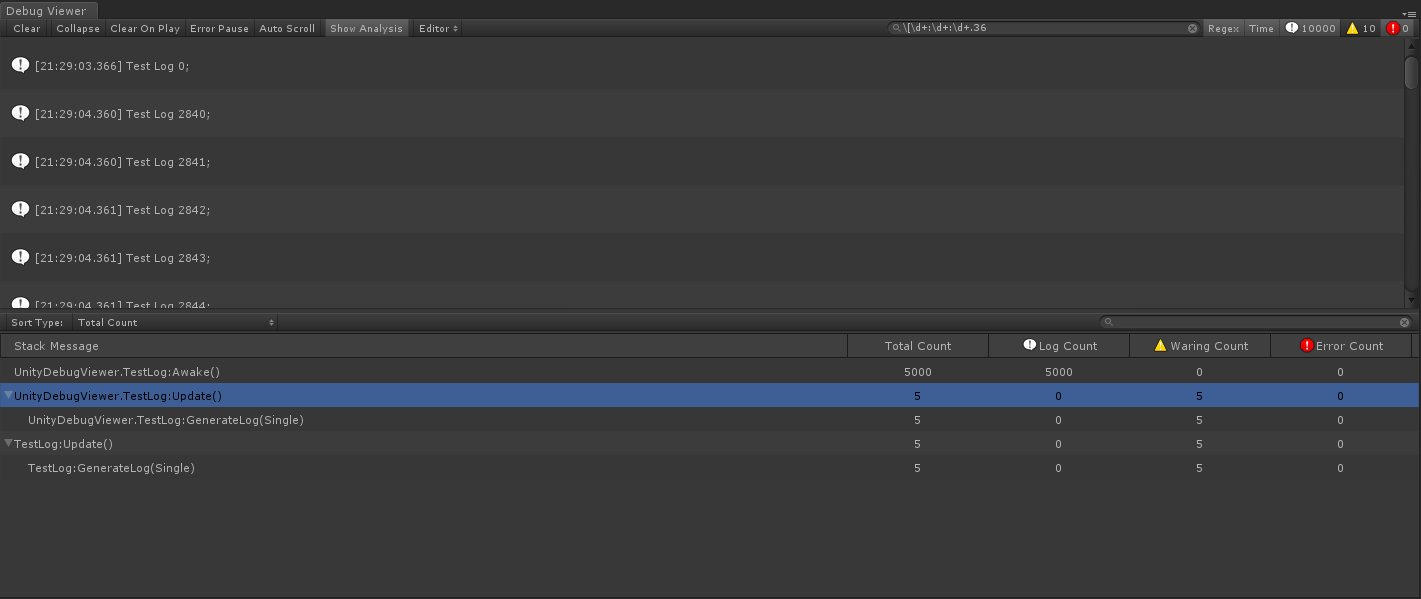 Debug Viewer
Clear Collapse Clear On Play Error Pause Auto Scroll Show Analysis Editor \[\d+:\d+:\d+.36 Regex Time 10000 10 0
[21:29:03.366] Test Log 0;
[21:29:04.360] Test Log 2840;
[21:29:04.360] Test Log 2841;
[21:29:04.361] Test Log 2842;
[21:29:04.361] Test Log 2843;
[21:29:04.361] Test Log 2844;
Sort Type: Total Count
Stack Message Total Count Log Count Waring Count Error Count
UnityDebugViewer.TestLog:Awake() 5000 5000 0 0
UnityDebugViewer.TestLog:Update() 5 0 5 0
UnityDebugViewer.TestLog:GenerateLog(Single) 5 0 5 0
TestLog:Update() 5 0 5 0
TestLog:GenerateLog(Single) 5 0 5 0